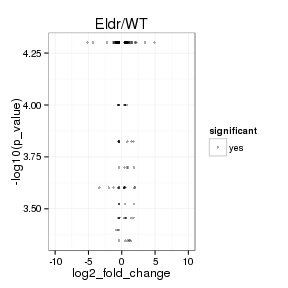 Eldr/WT
4.25
4.00
3.75
3.50
-log10(p_value)
-10
-5
0
5
10
log2_fold_change
significant
yes